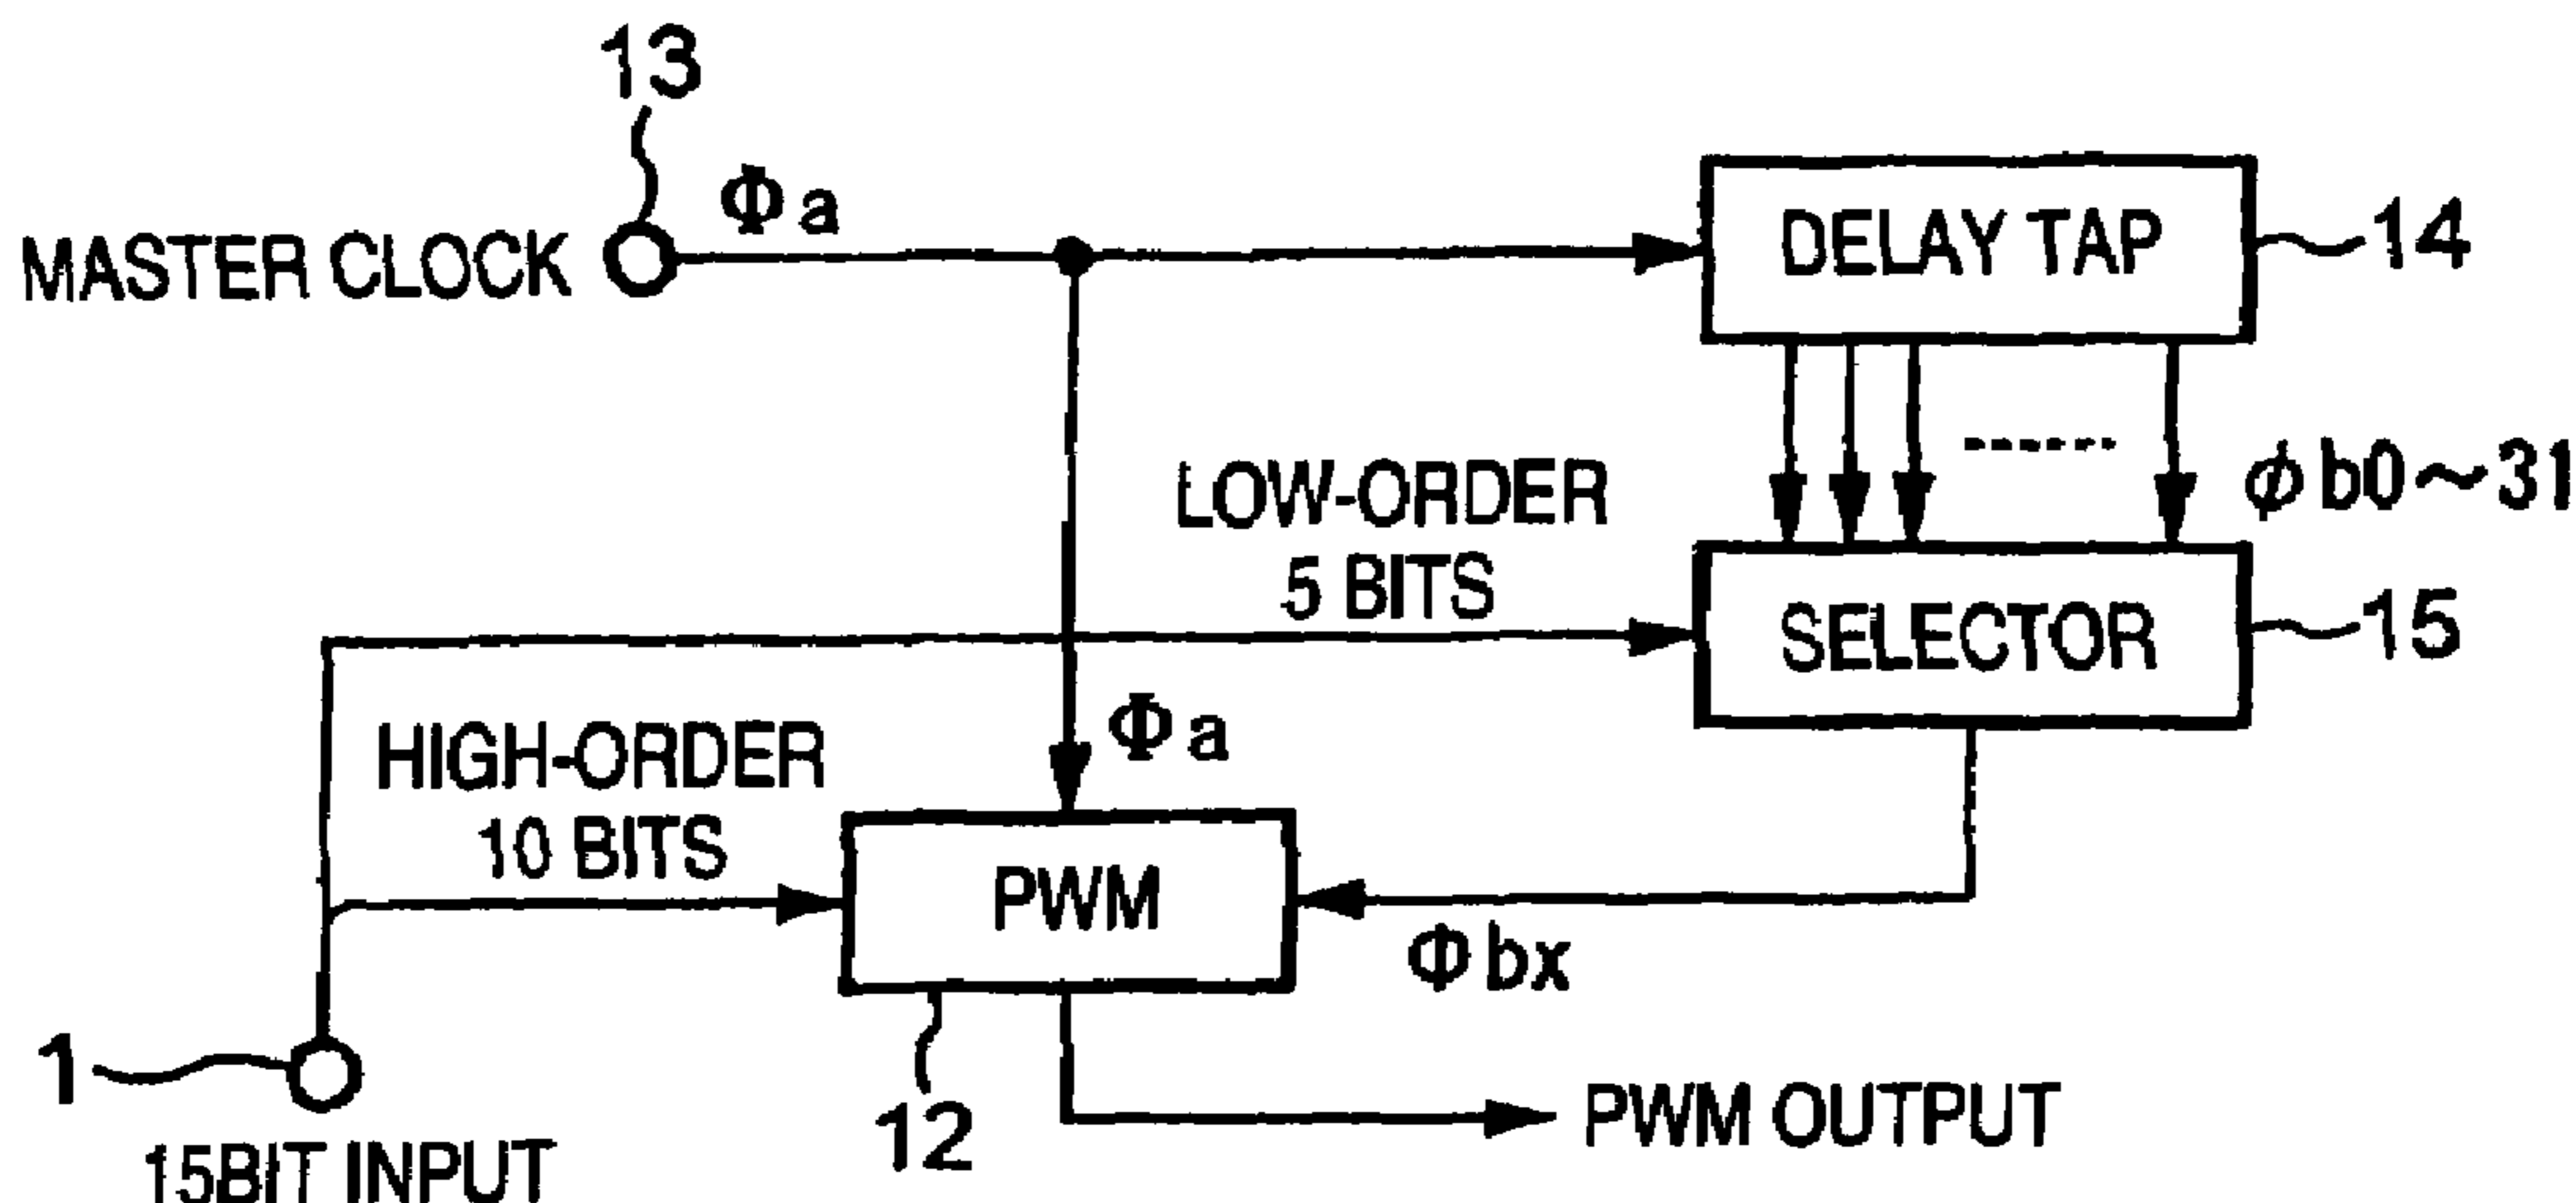 13
Φa
MASTER CLOCK
DELAY TAP
14
LOW-ORDER
5 BITS
ϕb0~31
SELECTOR
15
HIGH-ORDER
10 BITS
Φa
PWM
Φbx
1
12
15BIT INPUT
PWM OUTPUT